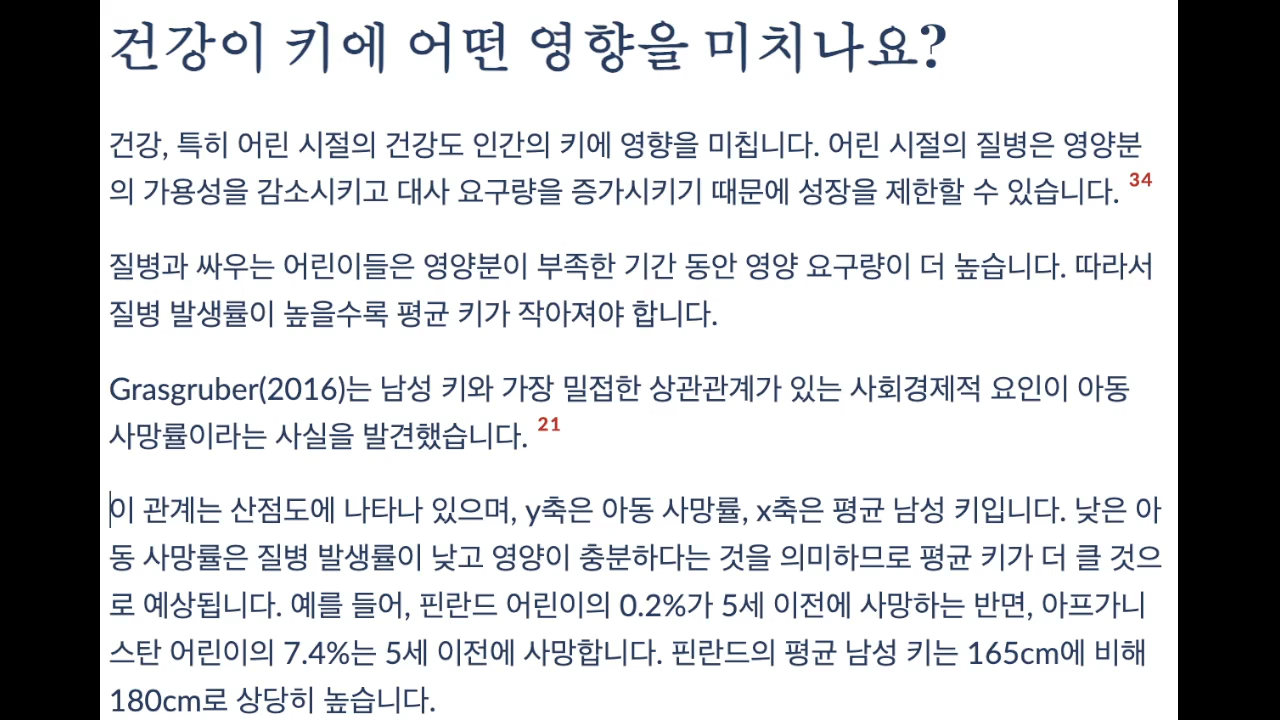 건강이 키에 어떤 영향을 미치나요?
건강, 특히 어린 시절의 건강도 인간의 키에 영향을 미칩니다. 어린 시절의 질병은 영양분
의 가용성을 감소시키고 대사 요구량을 증가시키기 때문에 성장을 제한할 수 있습니다. 34
질병과 싸우는 어린이들은 영양분이 부족한 기간 동안 영양 요구량이 더 높습니다. 따라서
질병 발생률이 높을수록 평균 키가 작아져야 합니다.
Grasgruber(2016)는 남성 키와 가장 밀접한 상관관계가 있는 사회경제적 요인이 아동
사망률이라는 사실을 발견했습니다. 21
이 관계는 산점도에 나타나 있으며, y축은 아동 사망률, x축은 평균 남성 키입니다. 낮은 아
동 사망률은 질병 발생률이 낮고 영양이 충분하다는 것을 의미하므로 평균 키가 더 클 것으
로 예상됩니다. 예를 들어, 핀란드 어린이의 0.2%가 5세 이전에 사망하는 반면, 아프가니
스탄 어린이의 7.4%는 5세 이전에 사망합니다. 핀란드의 평균 남성 키는 165cm에 비해
180cm로 상당히 높습니다.